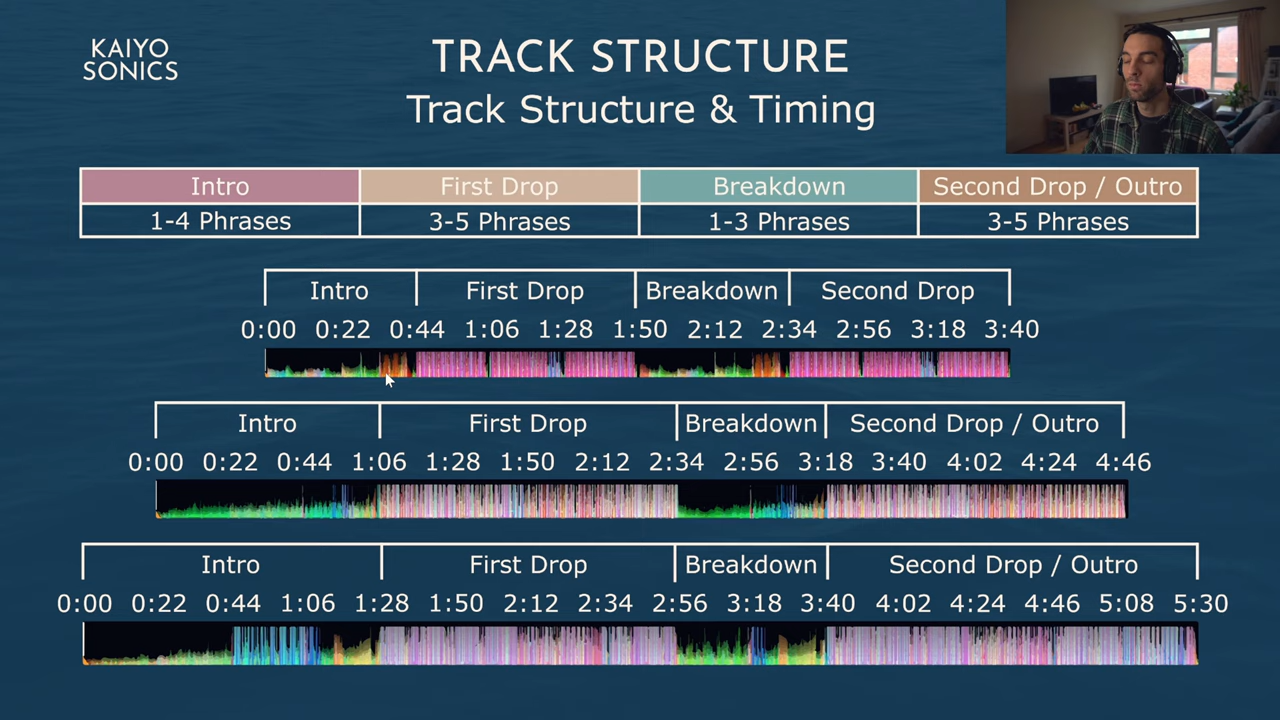 KAIYO
SONICS
TRACK STRUCTURE
Track Structure & Timing
Intro First Drop Breakdown Second Drop / Outro
1-4 Phrases 3-5 Phrases 1-3 Phrases 3-5 Phrases
Intro First Drop Breakdown Second Drop
0:00 0:22 0:44 1:06 1:28 1:50 2:12 2:34 2:56 3:18 3:40
Intro First Drop Breakdown Second Drop / Outro
0:00 0:22 0:44 1:06 1:28 1:50 2:12 2:34 2:56 3:18 3:40 4:02 4:24 4:46
Intro First Drop Breakdown Second Drop / Outro
0:00 0:22 0:44 1:06 1:28 1:50 2:12 2:34 2:56 3:18 3:40 4:02 4:24 4:46 5:08 5:30